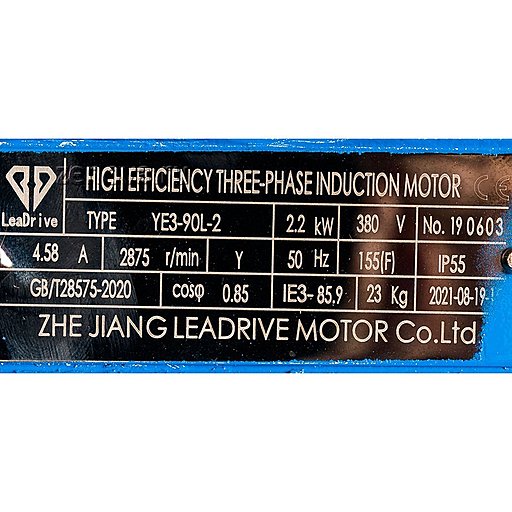 LeaDrive
HIGH EFFICIENCY THREE-PHASE INDUCTION MOTOR CE
TYPE YE3-90L-2 2.2 kW 380 V No. 190603
4.58 A 2875 r/min Y 50 Hz 155(F) IP55
GB/T28575-2020 cosφ 0.85 IE3-85.9 23 Kg 2021-08-19-
ZHE JIANG LEADRIVE MOTOR Co.Ltd